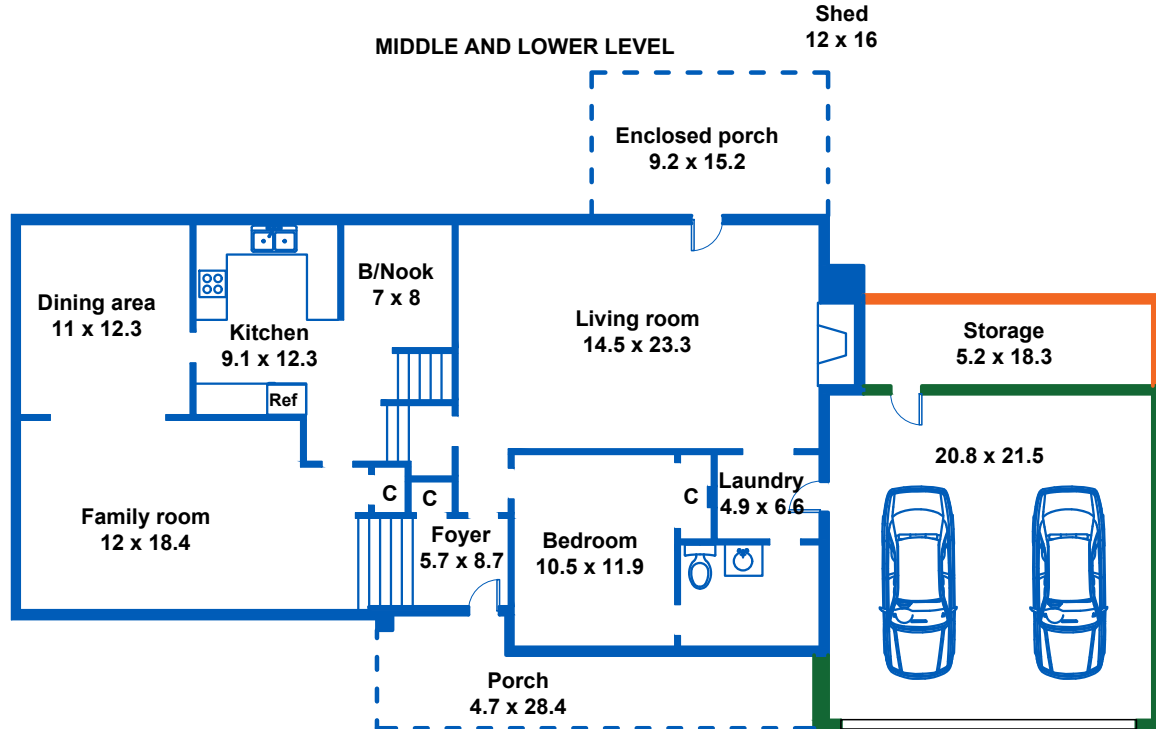 Shed
12 x 16
MIDDLE AND LOWER LEVEL
Enclosed porch
9.2 x 15.2
B/Nook
7 x 8
Dining area
11 x 12.3
Kitchen
9.1 x 12.3
Living room
14.5 x 23.3
Storage
5.2 x 18.3
Ref
20.8 x 21.5
C
C
C
Laundry
4.9 x 6.6
Family room
12 x 18.4
Foyer
5.7 x 8.7
Bedroom
10.5 x 11.9
Porch
4.7 x 28.4